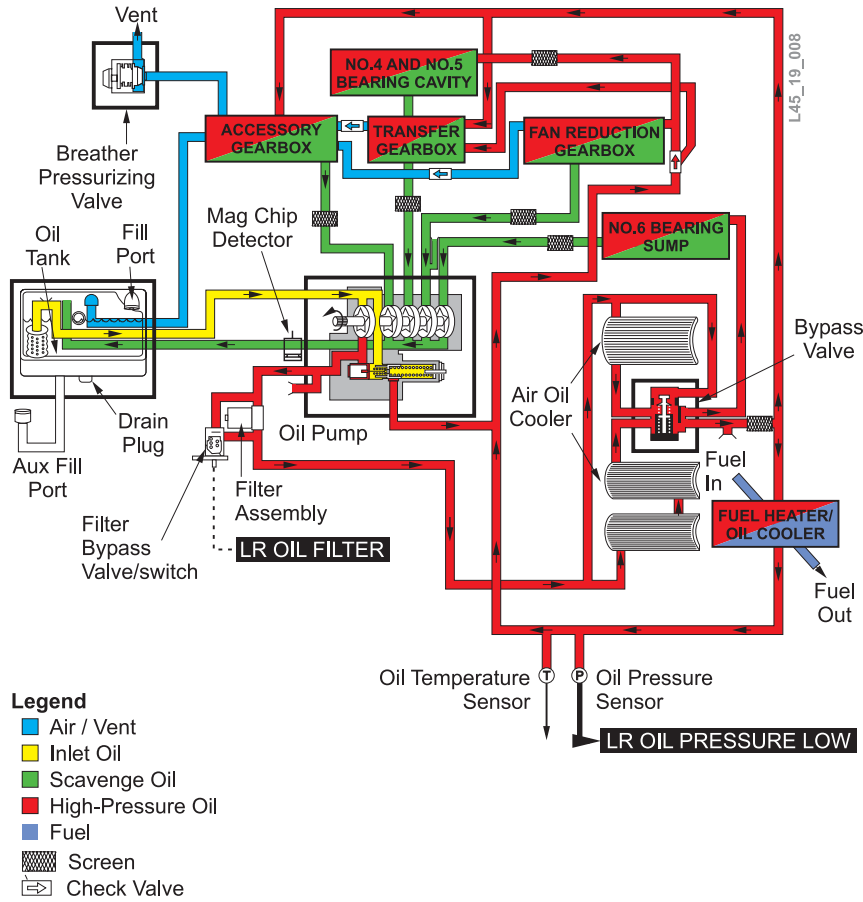 Vent
NO.4 AND NO.5
BEARING CAVITY
L45_19_008
ACCESSORY
GEARBOX
TRANSFER
GEARBOX
FAN REDUCTION
GEARBOX
Breather
Pressurizing
Valve
Mag Chip
Detector
NO.6 BEARING
SUMP
Oil
Tank
Fill
Port
Bypass
Valve
Air Oil
Cooler
Drain
Plug
Oil Pump
Aux Fill
Port
Filter
Assembly
Fuel
In
FUEL HEATER/
OIL COOLER
Filter
Bypass
Valve/switch
LR OIL FILTER
Fuel
Out
Oil Temperature
Sensor
T
P
Oil Pressure
Sensor
LR OIL PRESSURE LOW
Legend
Air / Vent
Inlet Oil
Scavenge Oil
High-Pressure Oil
Fuel
Screen
Check Valve